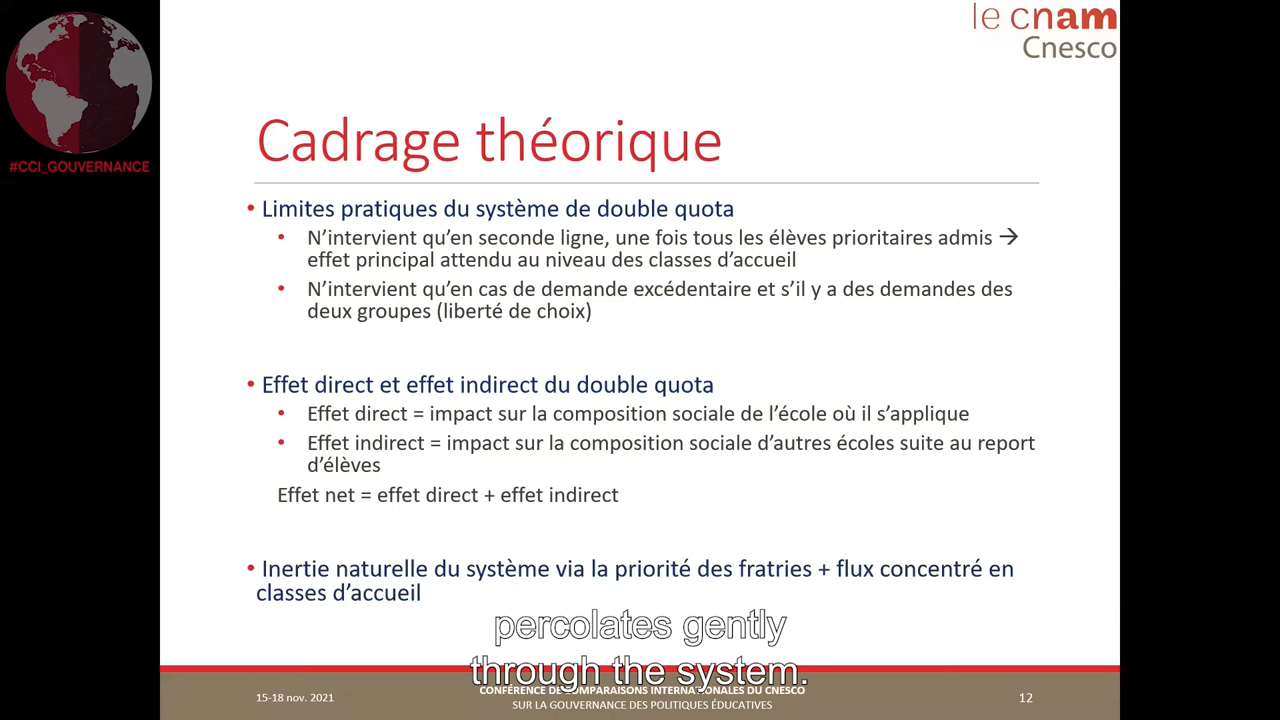 le cnam
Cnesco
#CCI_GOUVERNANCE
Cadrage théorique
• Limites pratiques du système de double quota
• N'intervient qu'en seconde ligne, une fois tous les élèves prioritaires admis →
effet principal attendu au niveau des classes d'accueil
• N'intervient qu'en cas de demande excédentaire et s'il y a des demandes des
deux groupes (liberté de choix)
• Effet direct et effet indirect du double quota
• Effet direct = impact sur la composition sociale de l'école où il s'applique
• Effet indirect = impact sur la composition sociale d'autres écoles suite au report
d'élèves
Effet net = effet direct + effet indirect
• Inertie naturelle du système via la priorité des fratries + flux concentré en
classes d'accueil
percolates gently
through the system.
15-18 nov. 2021
CONFÉRENCE DE COMPARAISONS INTERNATIONALES DU CNESCO
SUR LA GOUVERNANCE DES POLITIQUES ÉDUCATIVES
12